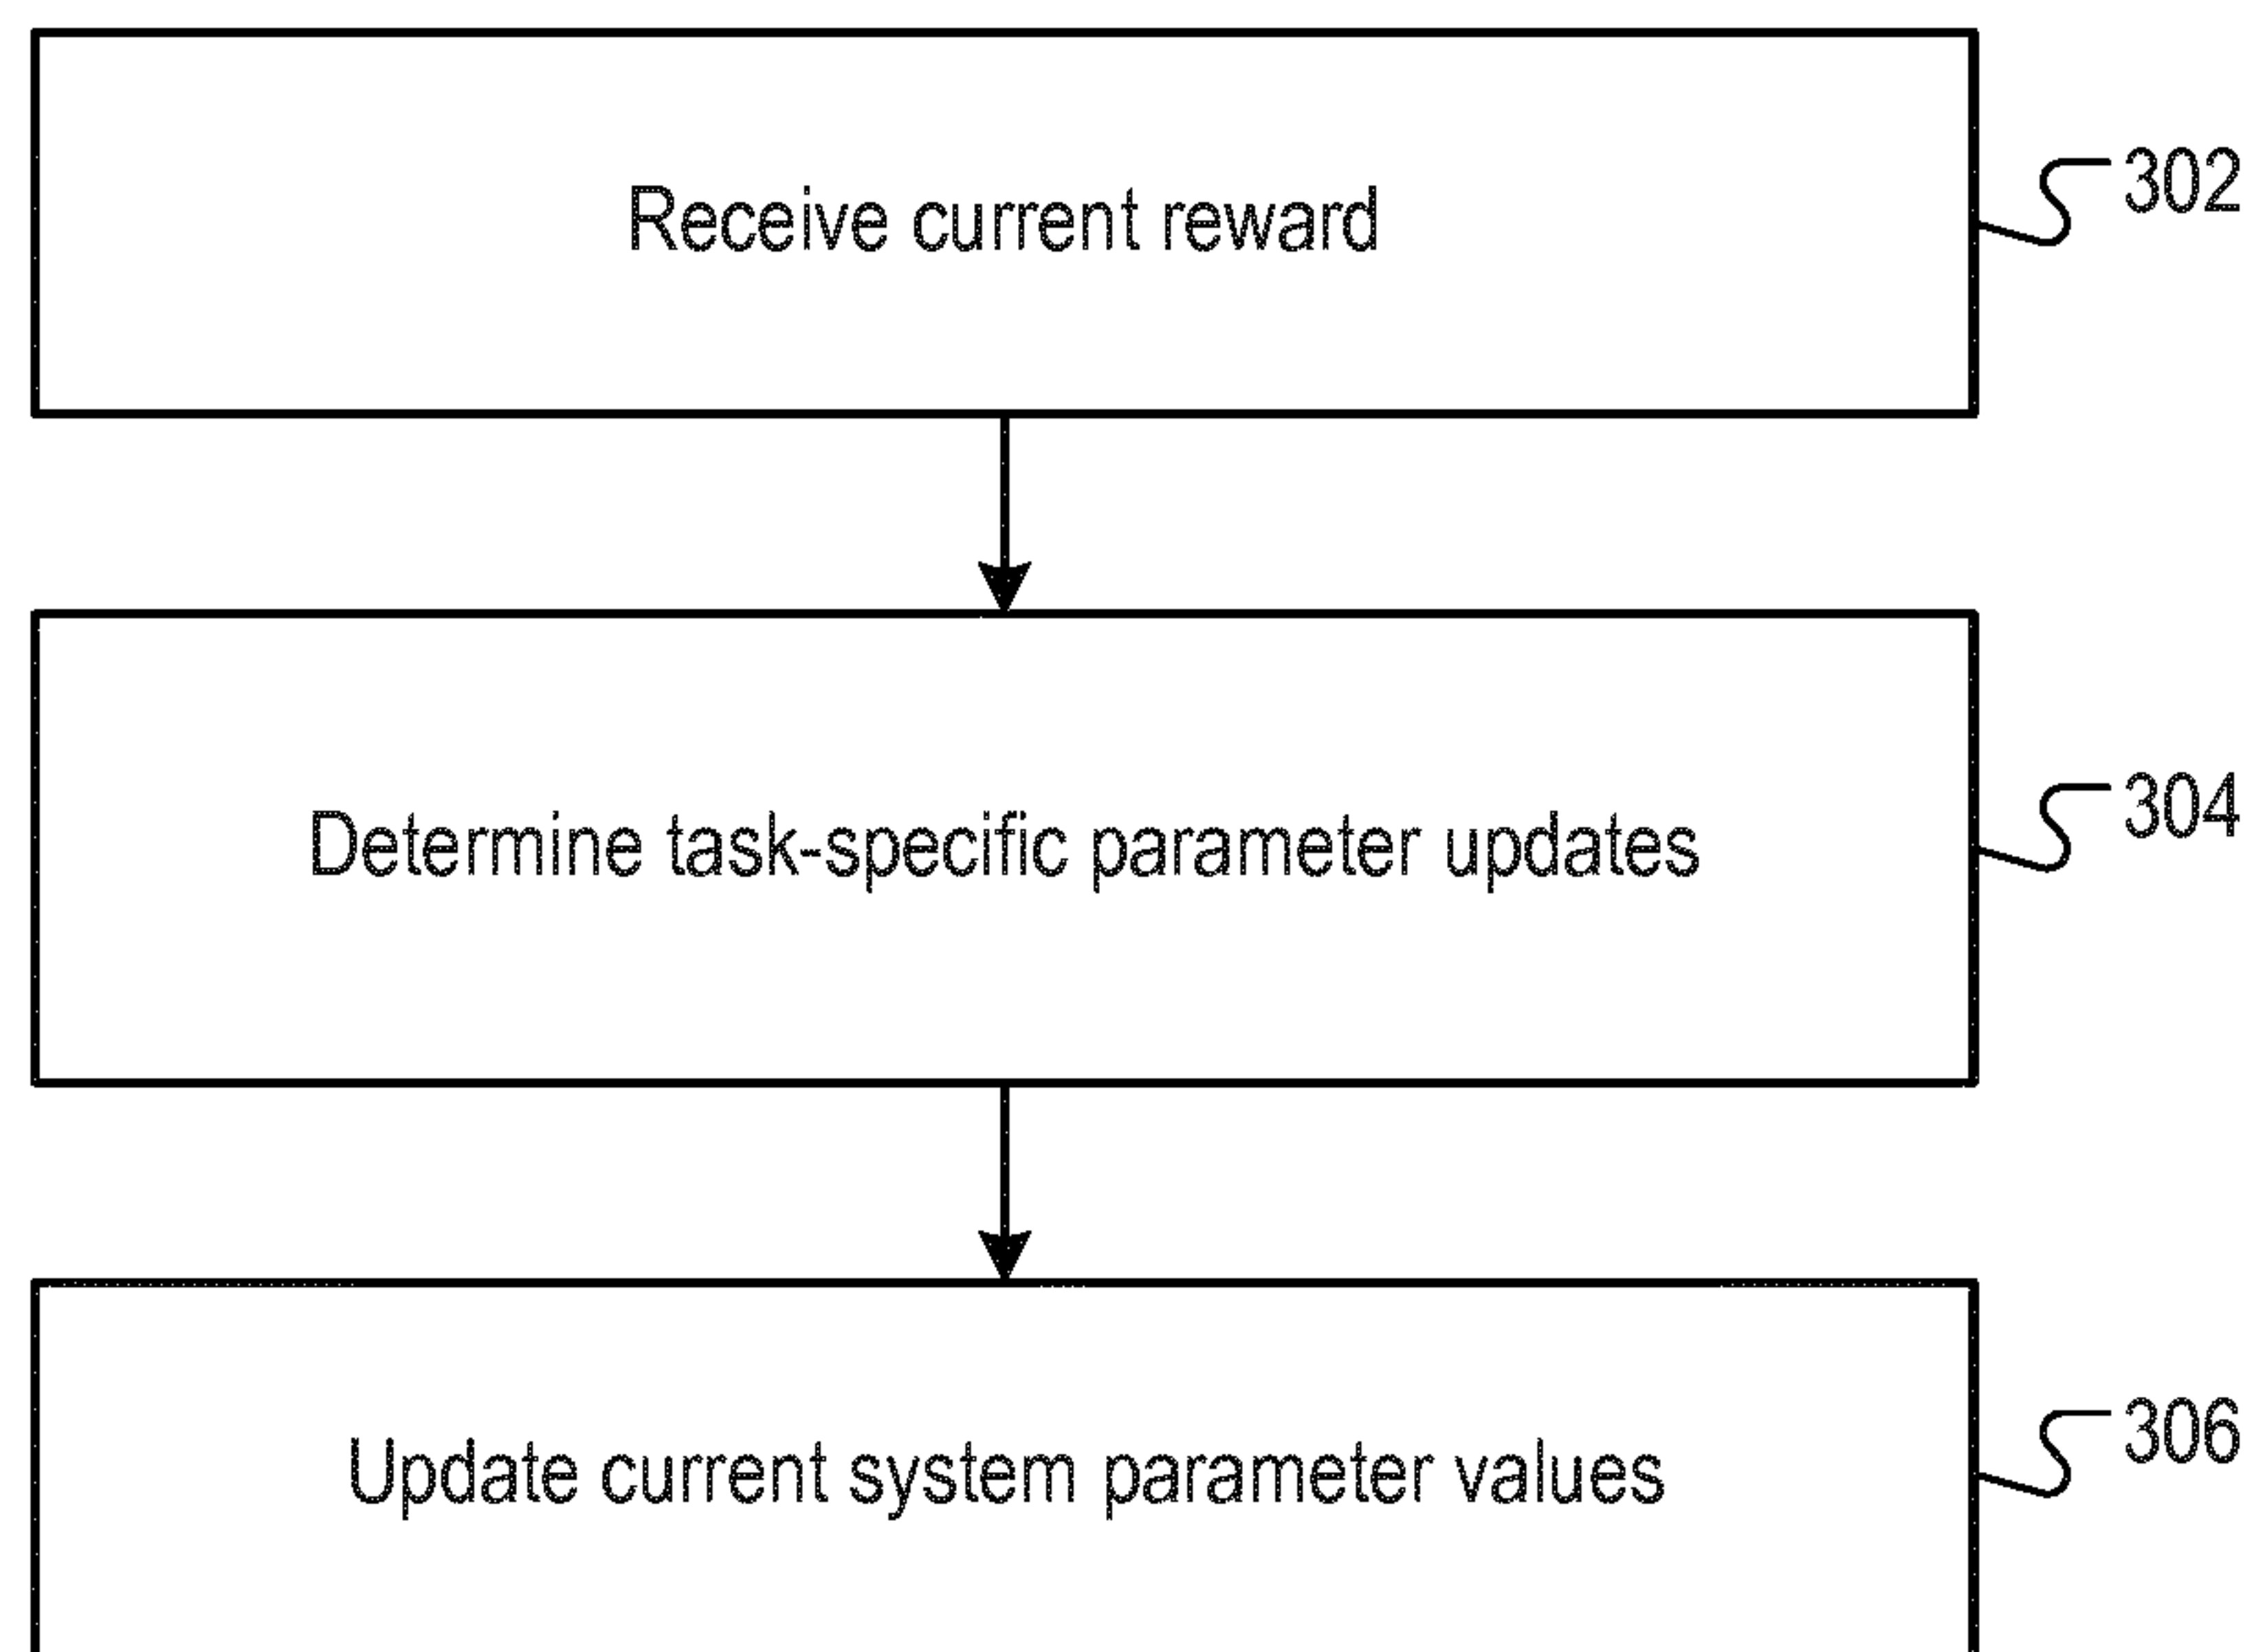 Receive current reward
302
Determine task-specific parameter updates
304
Update current system parameter values
306